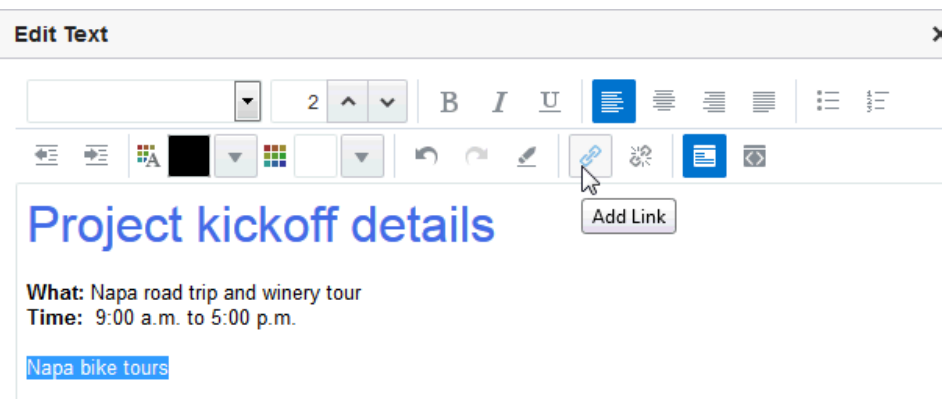 Edit Text
2
B I U
A
Add Link
Project kickoff details
What: Napa road trip and winery tour
Time: 9:00 a.m. to 5:00 p.m.
Napa bike tours